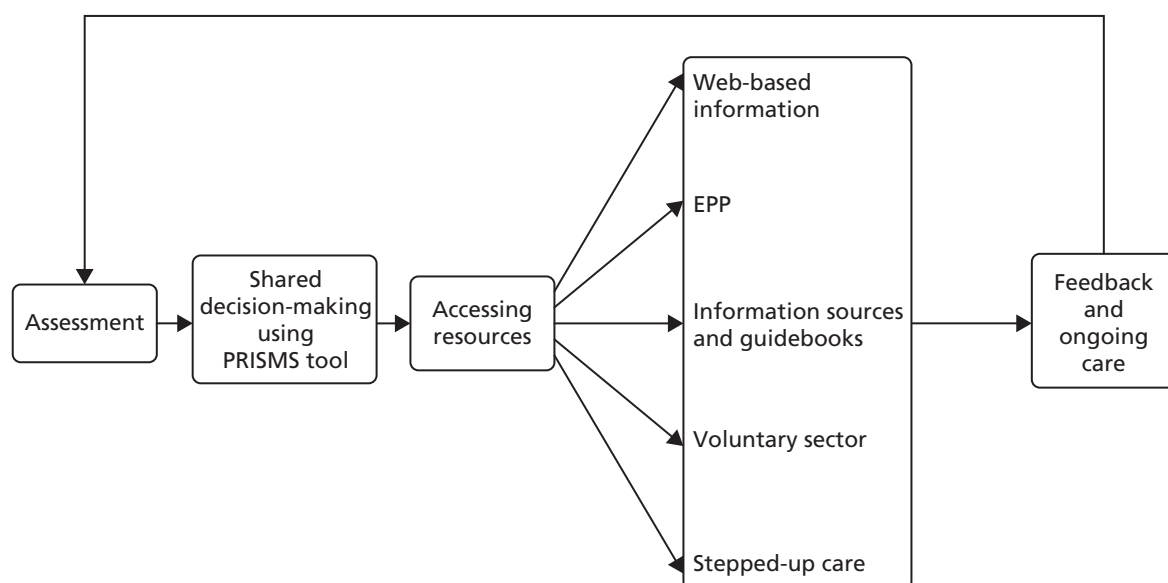 Assessment
Shared
decision-making
using
PRISMS tool
Accessing
resources
Web-based
information
EPP
Information sources
and guidebooks
Voluntary sector
Stepped-up care
Feedback
and
ongoing
care